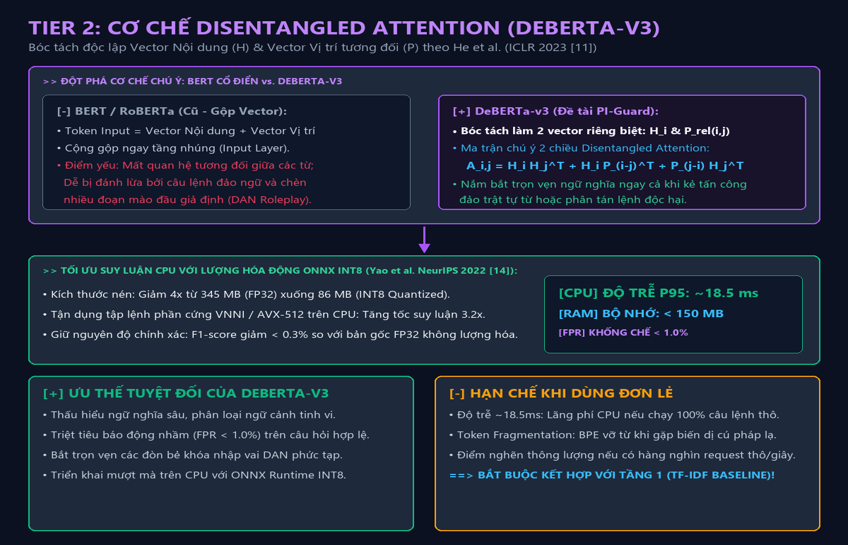 TIER 2: CƠ CHẾ DISENTANGLED ATTENTION (DEBERTA-V3)
Bóc tách độc lập Vector Nội dung (H) & Vector Vị trí tương đối (P) theo He et al. (ICLR 2023 [11])
>> ĐỘT PHÁ CƠ CHẾ CHÚ Ý: BERT CỔ ĐIỂN vs. DEBERTA-V3
[-] BERT / RoBERTa (Cũ - Gộp Vector):
• Token Input = Vector Nội dung + Vector Vị trí
• Cộng gộp ngay tầng nhúng (Input Layer).
• Điểm yếu: Mất quan hệ tương đối giữa các từ;
Dễ bị đánh lừa bởi câu lệnh đảo ngữ và chèn
nhiều đoạn mào đầu giả định (DAN Roleplay).
[+] DeBERTa-v3 (Đề tài PI-Guard):
• Bóc tách làm 2 vector riêng biệt: H_i & P_rel(i,j)
• Ma trận chú ý 2 chiều Disentangled Attention:
A_i,j = H_i H_j^T + H_i P_(i-j)^T + P_(j-i) H_j^T
• Nắm bắt trọn vẹn ngữ nghĩa ngay cả khi kẻ tấn công
đảo trật tự từ hoặc phân tán lệnh độc hại.
>> TỐI ƯU SUY LUẬN CPU VỚI LƯỢNG HÓA ĐỘNG ONNX INT8 (Yao et al. NeurIPS 2022 [14]):
• Kích thước nén: Giảm 4x từ 345 MB (FP32) xuống 86 MB (INT8 Quantized).
• Tận dụng tập lệnh phần cứng VNNI / AVX-512 trên CPU: Tăng tốc suy luận 3.2x.
• Giữ nguyên độ chính xác: F1-score giảm < 0.3% so với bản gốc FP32 không lượng hóa.
[CPU] ĐỘ TRỄ P95: ~18.5 ms
[RAM] BỘ NHỚ: < 150 MB
[FPR] KHỐNG CHẾ < 1.0%
[+] ƯU THẾ TUYỆT ĐỐI CỦA DEBERTA-V3
• Thấu hiểu ngữ nghĩa sâu, phân loại ngữ cảnh tinh vi.
• Triệt tiêu báo động nhầm (FPR < 1.0%) trên câu hỏi hợp lệ.
• Bắt trọn vẹn các đòn bẻ khóa nhập vai DAN phức tạp.
• Triển khai mượt mà trên CPU với ONNX Runtime INT8.
[-] HẠN CHẾ KHI DÙNG ĐƠN LẺ
• Độ trễ ~18.5ms: Lãng phí CPU nếu chạy 100% câu lệnh thô.
• Token Fragmentation: BPE vỡ từ khi gặp biến dị cú pháp lạ.
• Điểm nghẽn thông lượng nếu có hàng nghìn request thô/giây.
==> BẮT BUỘC KẾT HỢP VỚI TẦNG 1 (TF-IDF BASELINE)!